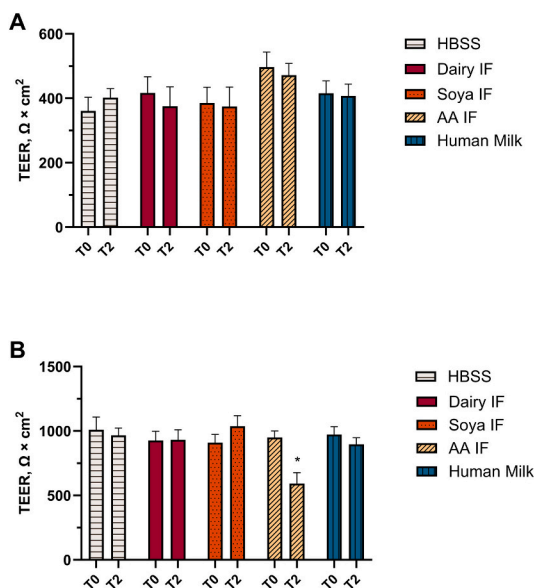 A
600
400
200
0
TEER, Ω × cm²
T0 T2 T0 T2 T0 T2 T0 T2 T0 T2
HBSS
Dairy IF
Soya IF
AA IF
Human Milk
B
1500
1000
500
0
TEER, Ω × cm²
*
T0 T2 T0 T2 T0 T2 T0 T2 T0 T2
HBSS
Dairy IF
Soya IF
AA IF
Human Milk